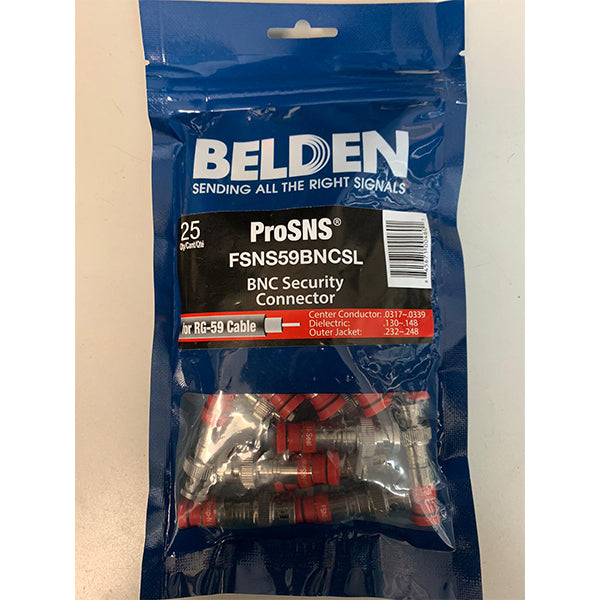 BELDEN
SENDING ALL THE RIGHT SIGNALS
25
Qty/Cant/Qté
ProSNS®
FSNS59BNCSL
BNC Security
Connector
for RG-59 Cable
Center Conductor: .0317~.0339
Dielectric: .130~.148
Outer Jacket: .232~.248